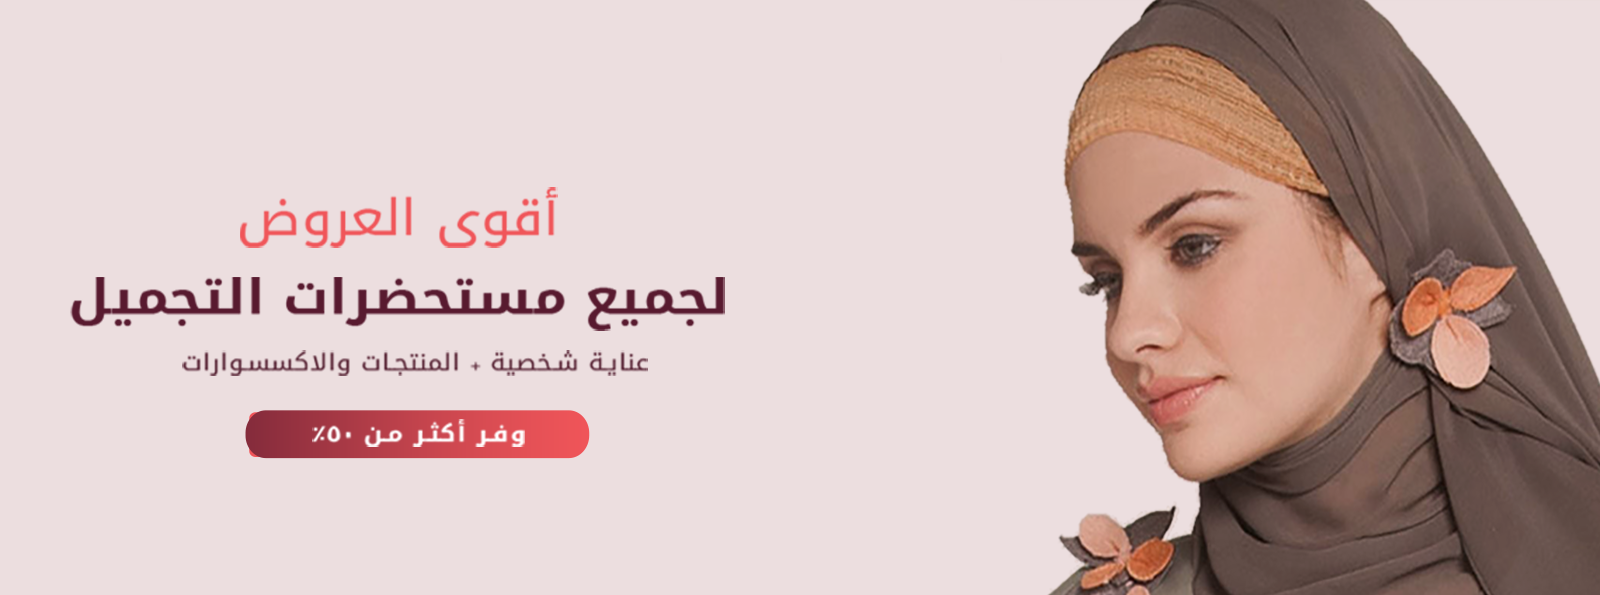 أقوى العروض
لجميع مستحضرات التجميل
عناية شخصية + المنتجات والاكسسوارات
وفر أكثر من ٥٠٪